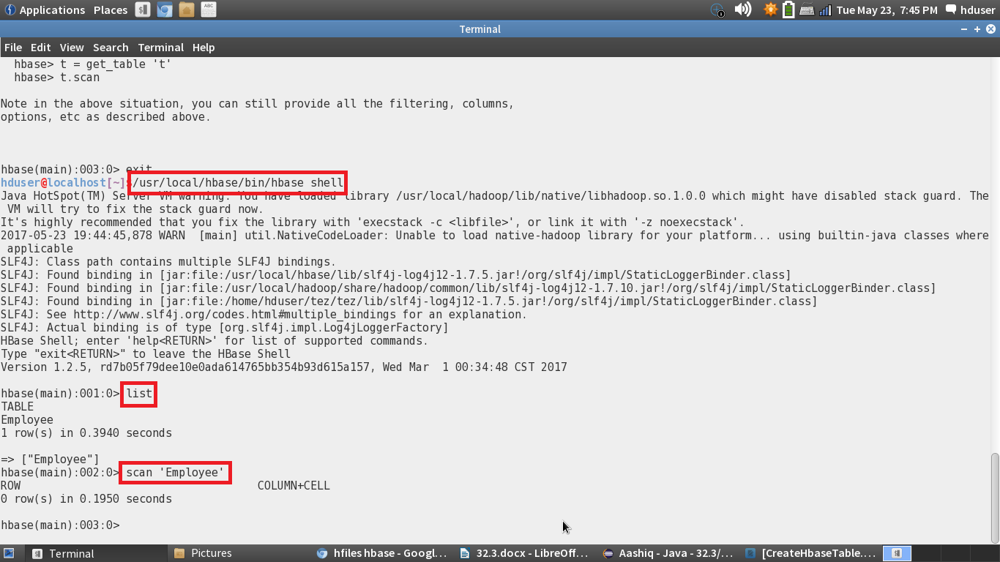 Applications Places Tue May 23, 7:45 PM hduser
Terminal
File Edit View Search Terminal Help
hbase> t = get_table 't'
hbase> t.scan
Note in the above situation, you can still provide all the filtering, columns,
options, etc as described above.
hbase(main):003:0> exit
hduser@localhost[~]$/usr/local/hbase/bin/hbase shell
Java HotSpot(TM) Server VM warning: You have loaded library /usr/local/hadoop/lib/native/libhadoop.so.1.0.0 which might have disabled stack guard. The
VM will try to fix the stack guard now.
It's highly recommended that you fix the library with 'execstack -c <libfile>', or link it with '-z noexecstack'.
2017-05-23 19:44:45,878 WARN  [main] util.NativeCodeLoader: Unable to load native-hadoop library for your platform... using builtin-java classes where
applicable
SLF4J: Class path contains multiple SLF4J bindings.
SLF4J: Found binding in [jar:file:/usr/local/hbase/lib/slf4j-log4j12-1.7.5.jar!/org/slf4j/impl/StaticLoggerBinder.class]
SLF4J: Found binding in [jar:file:/usr/local/hadoop/share/hadoop/common/lib/slf4j-log4j12-1.7.10.jar!/org/slf4j/impl/StaticLoggerBinder.class]
SLF4J: Found binding in [jar:file:/home/hduser/tez/tez/lib/slf4j-log4j12-1.7.5.jar!/org/slf4j/impl/StaticLoggerBinder.class]
SLF4J: See http://www.slf4j.org/codes.html#multiple_bindings for an explanation.
SLF4J: Actual binding is of type [org.slf4j.impl.Log4jLoggerFactory]
HBase Shell; enter 'help<RETURN>' for list of supported commands.
Type "exit<RETURN>" to leave the HBase Shell
Version 1.2.5, rd7b05f79dee10e0ada614765bb354b93d615a157, Wed Mar  1 00:34:48 CST 2017
hbase(main):001:0> list
TABLE
Employee
1 row(s) in 0.3940 seconds
=> ["Employee"]
hbase(main):002:0> scan 'Employee'
ROW COLUMN+CELL
0 row(s) in 0.1950 seconds
hbase(main):003:0>
Terminal Pictures hfiles hbase - Googl... 32.3.docx - LibreOff... Aashiq - Java - 32.3/... [CreateHbaseTable....